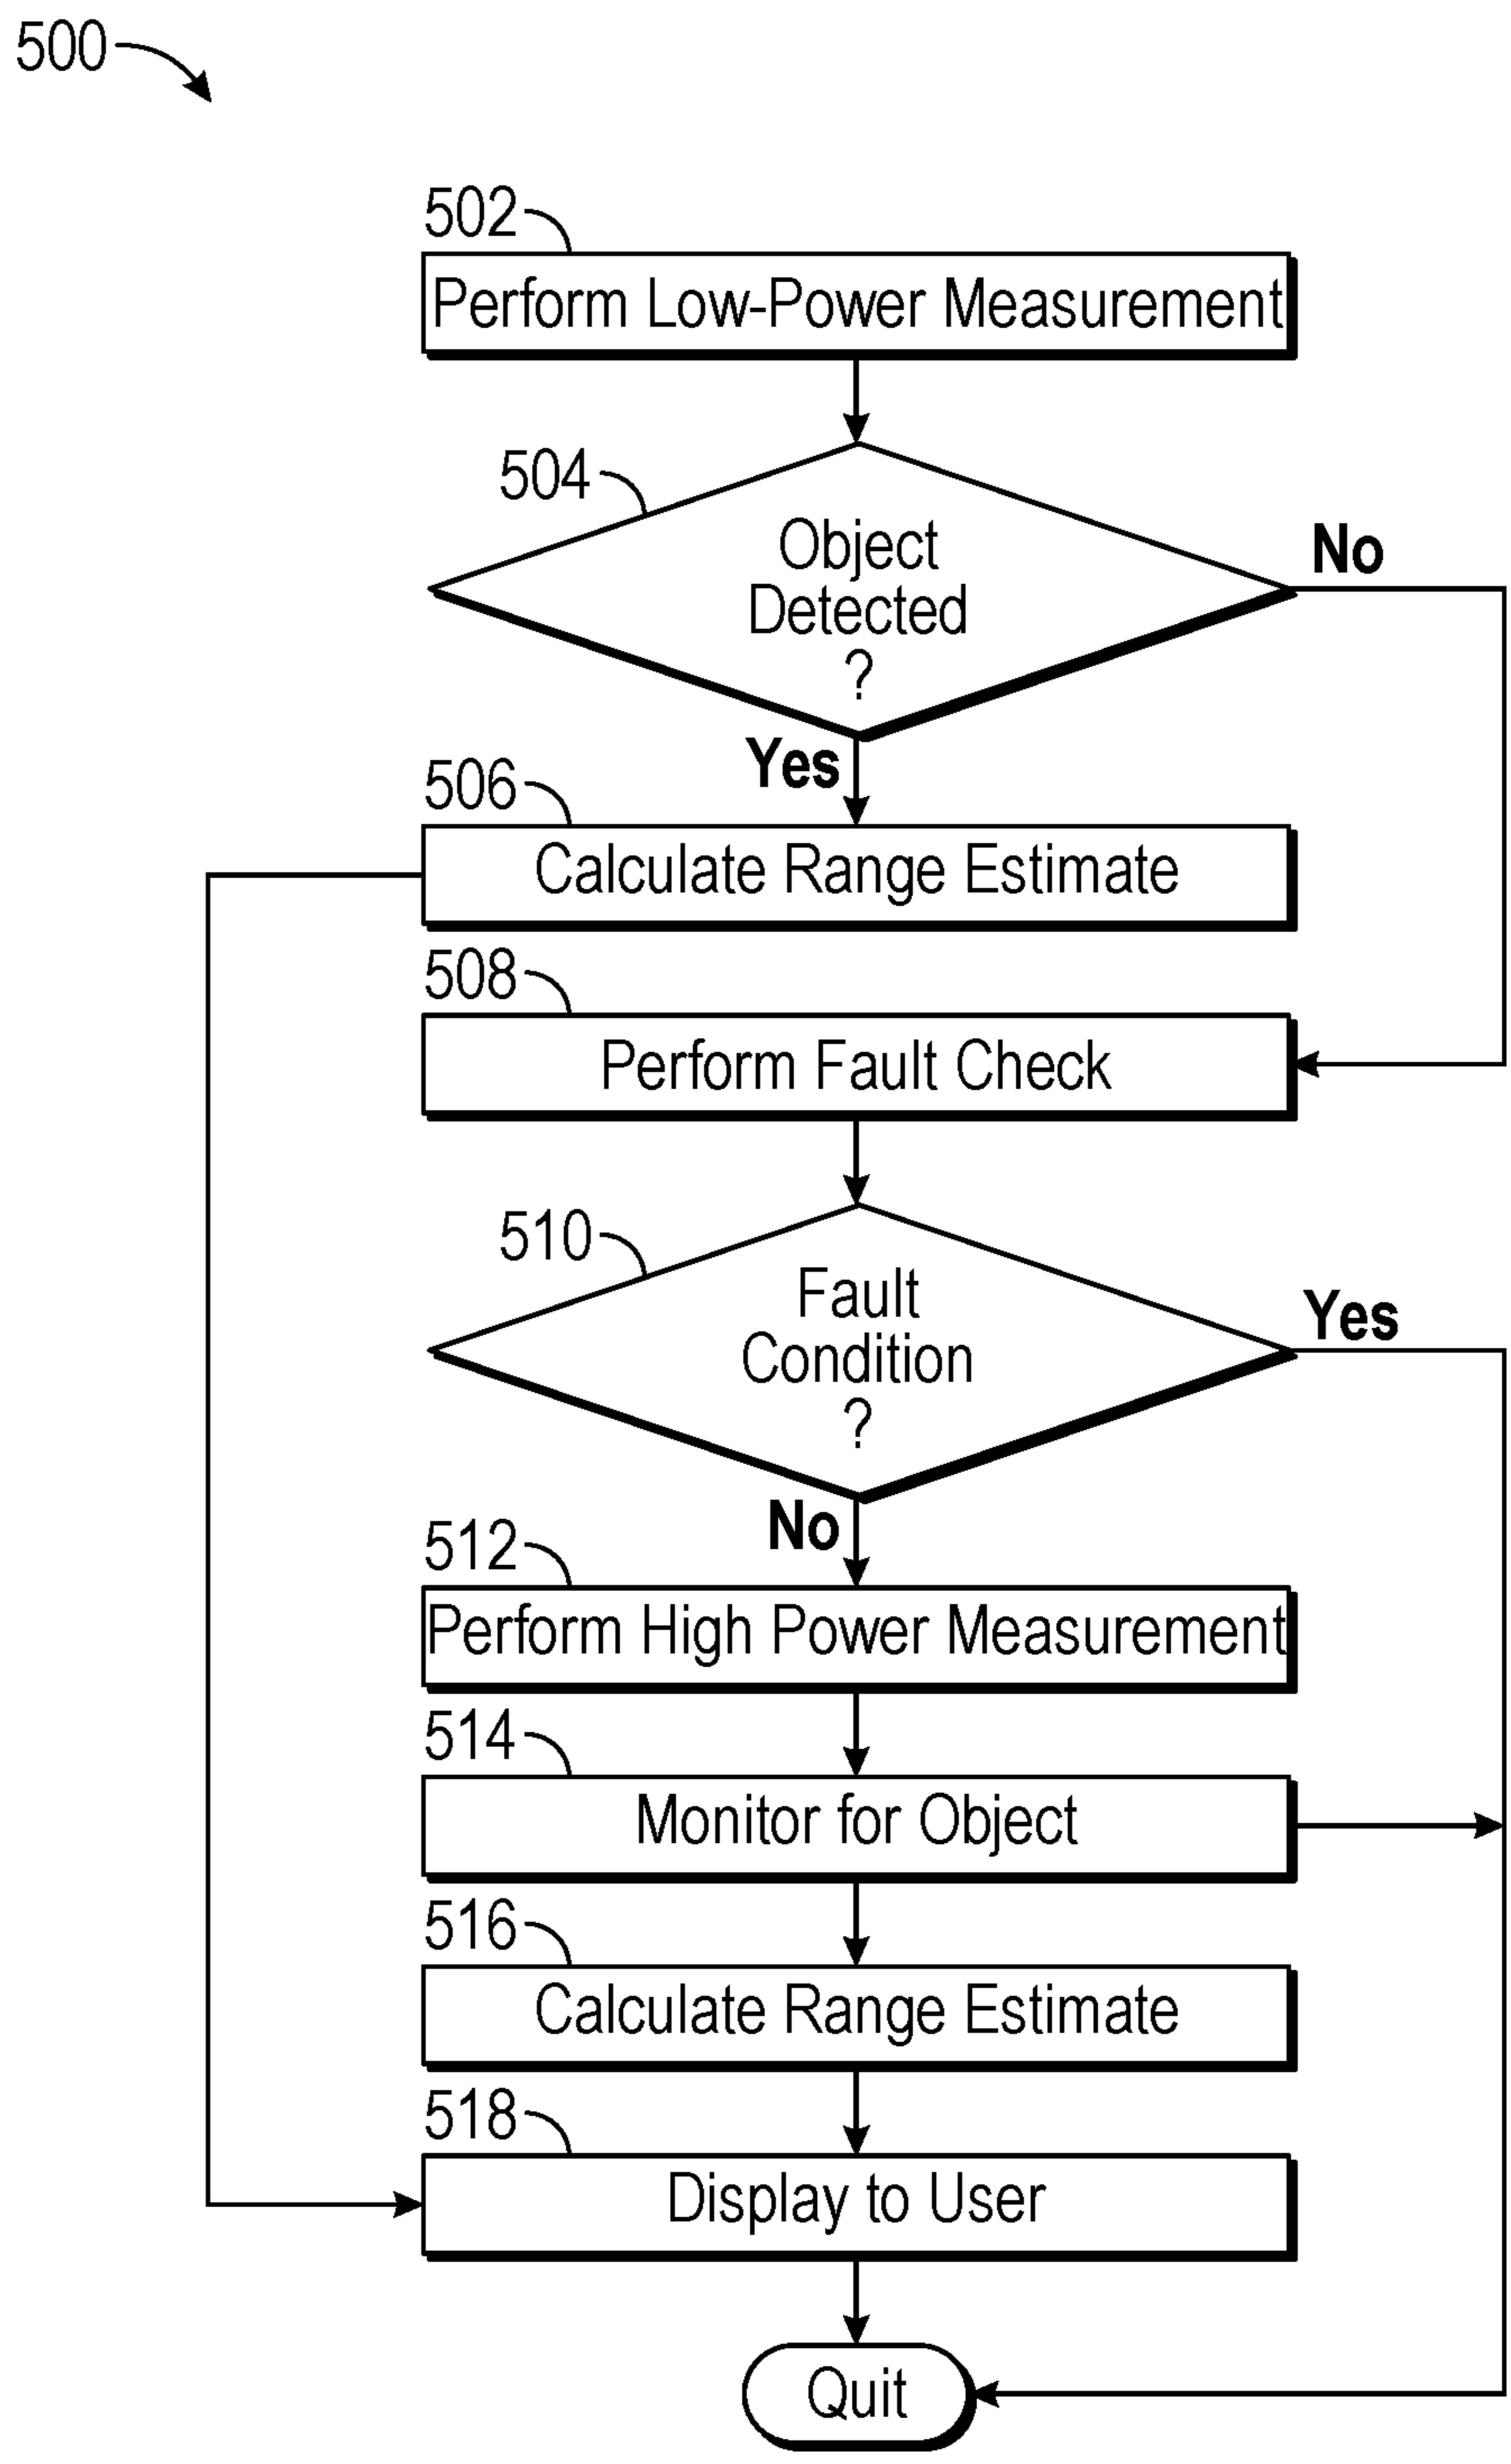 500
502
Perform Low-Power Measurement
504
Object
Detected
?
No
Yes
506
Calculate Range Estimate
508
Perform Fault Check
510
Fault
Condition
?
Yes
No
512
Perform High Power Measurement
514
Monitor for Object
516
Calculate Range Estimate
518
Display to User
Quit